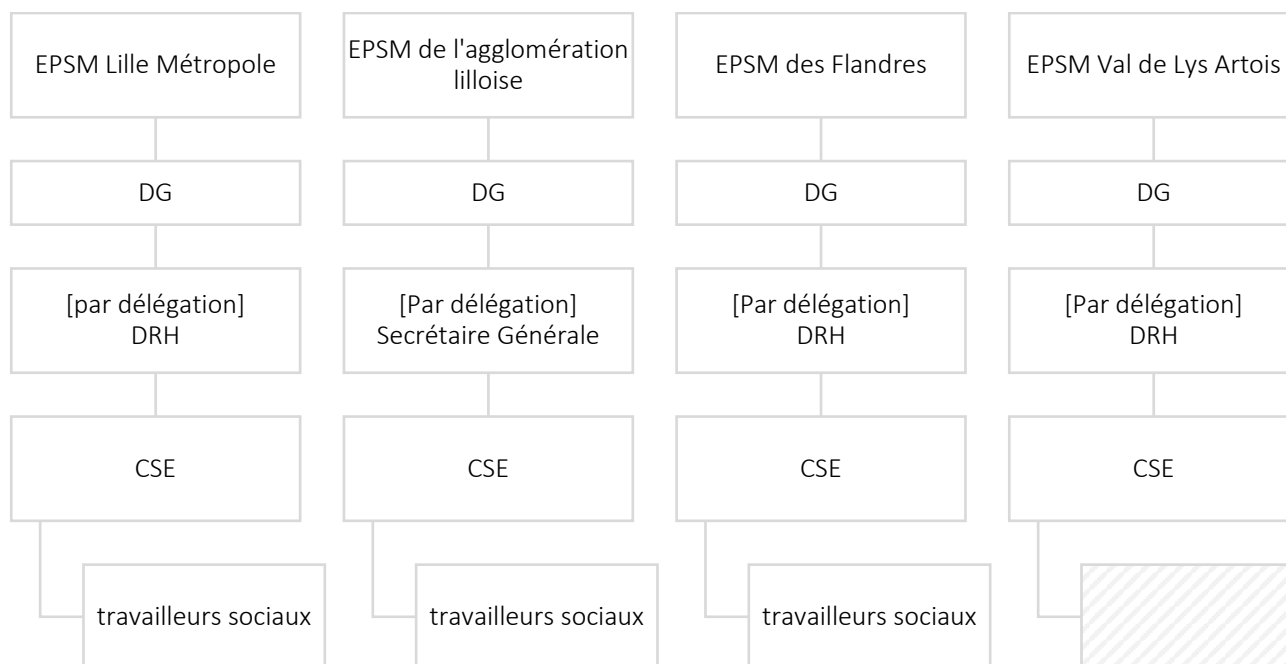 EPSM Lille Métropole
DG
[par délégation]
DRH
CSE
travailleurs sociaux
EPSM de l'agglomération
lilloise
DG
[Par délégation]
Secrétaire Générale
CSE
travailleurs sociaux
EPSM des Flandres
DG
[Par délégation]
DRH
CSE
travailleurs sociaux
EPSM Val de Lys Artois
DG
[Par délégation]
DRH
CSE